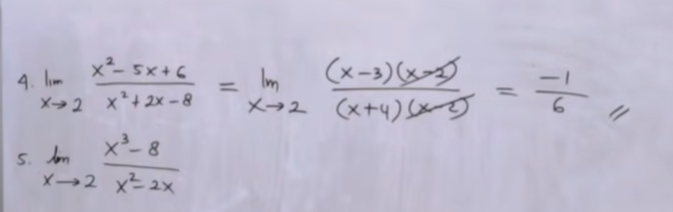 4. lim x→2 (x² - 5x + 6)/(x² + 2x - 8) = lim x→2 ((x-3)(x-2))/((x+4)(x-2)) = -1/6 //
5. lim x→2 (x³ - 8)/(x² - 2x)